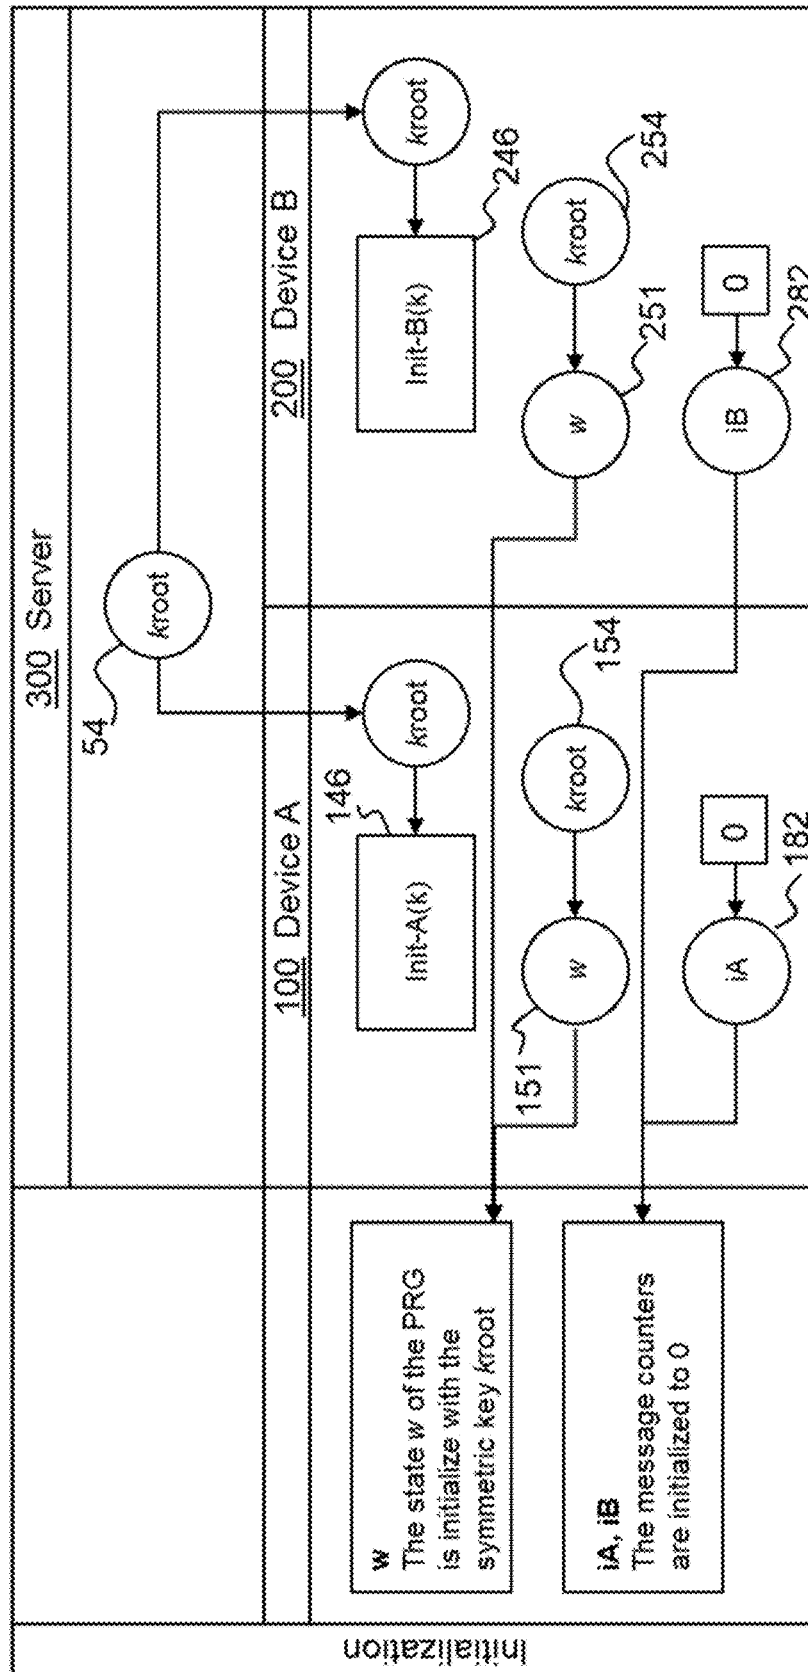 Initialization
300 Server
54
kroot
100 Device A
200 Device B
146
kroot
Init-A(k)
kroot
Init-B(k)
246
w
The state w of the PRG
is initialize with the
symmetric key kroot
151
w
kroot
154
w
kroot
251
254
iA, iB
The message counters
are initialized to 0
iA
0
182
iB
0
282